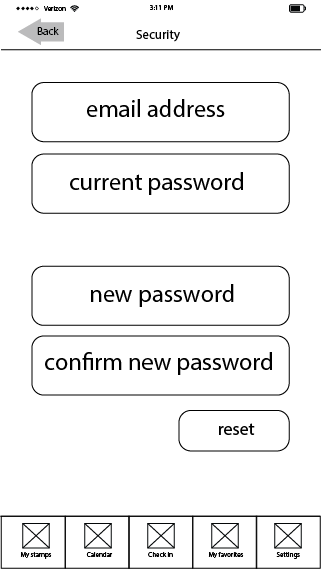 Verizon 3:11 PM
Back
Security
email address
current password
new password
confirm new password
reset
My stamps Calendar Check in My favorites Settings